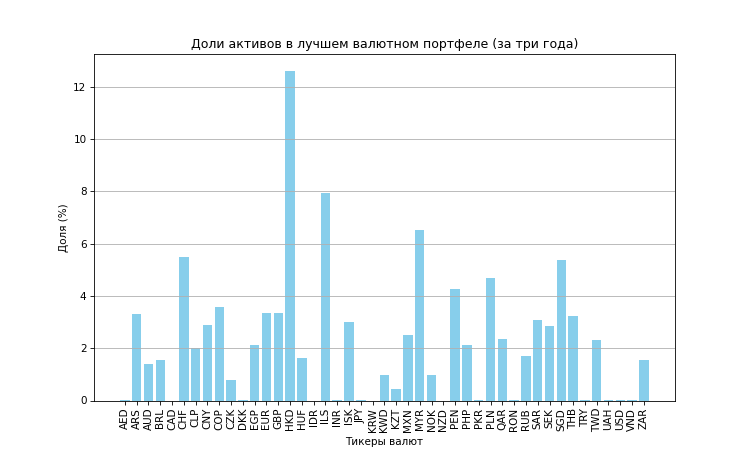 Доли активов в лучшем валютном портфеле (за три года)
Доля (%)
12
10
8
6
4
2
0
AED ARS AUD BRL CAD CHF CLP CNY COP CZK DKK EGP EUR GBP HKD HUF IDR ILS INR ISK JPY KRW KWD KZT MXN MYR NOK NZD PEN PHP PKR PLN QAR RON RUB SAR SEK SGD THB TRY TWD UAH USD VND ZAR
Тикеры валют